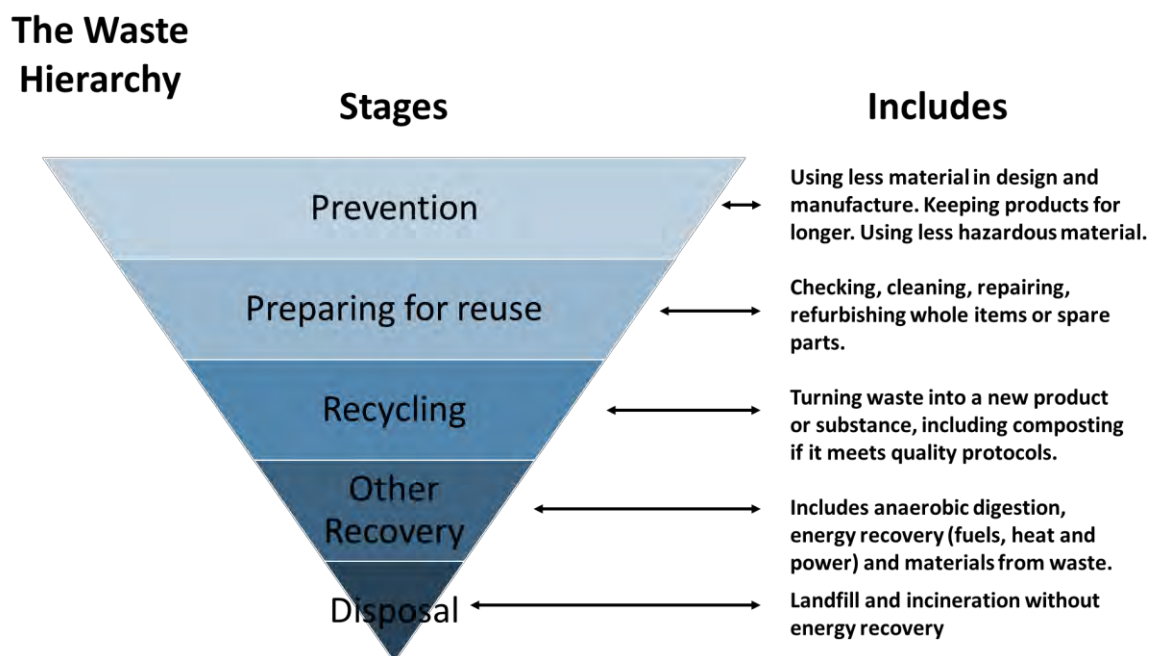 The Waste
Hierarchy
Stages
Includes
Prevention
Using less material in design and
manufacture. Keeping products for
longer. Using less hazardous material.
Preparing for reuse
Checking, cleaning, repairing,
refurbishing whole items or spare
parts.
Recycling
Turning waste into a new product
or substance, including composting
if it meets quality protocols.
Other
Recovery
Includes anaerobic digestion,
energy recovery (fuels, heat and
power) and materials from waste.
Disposal
Landfill and incineration without
energy recovery